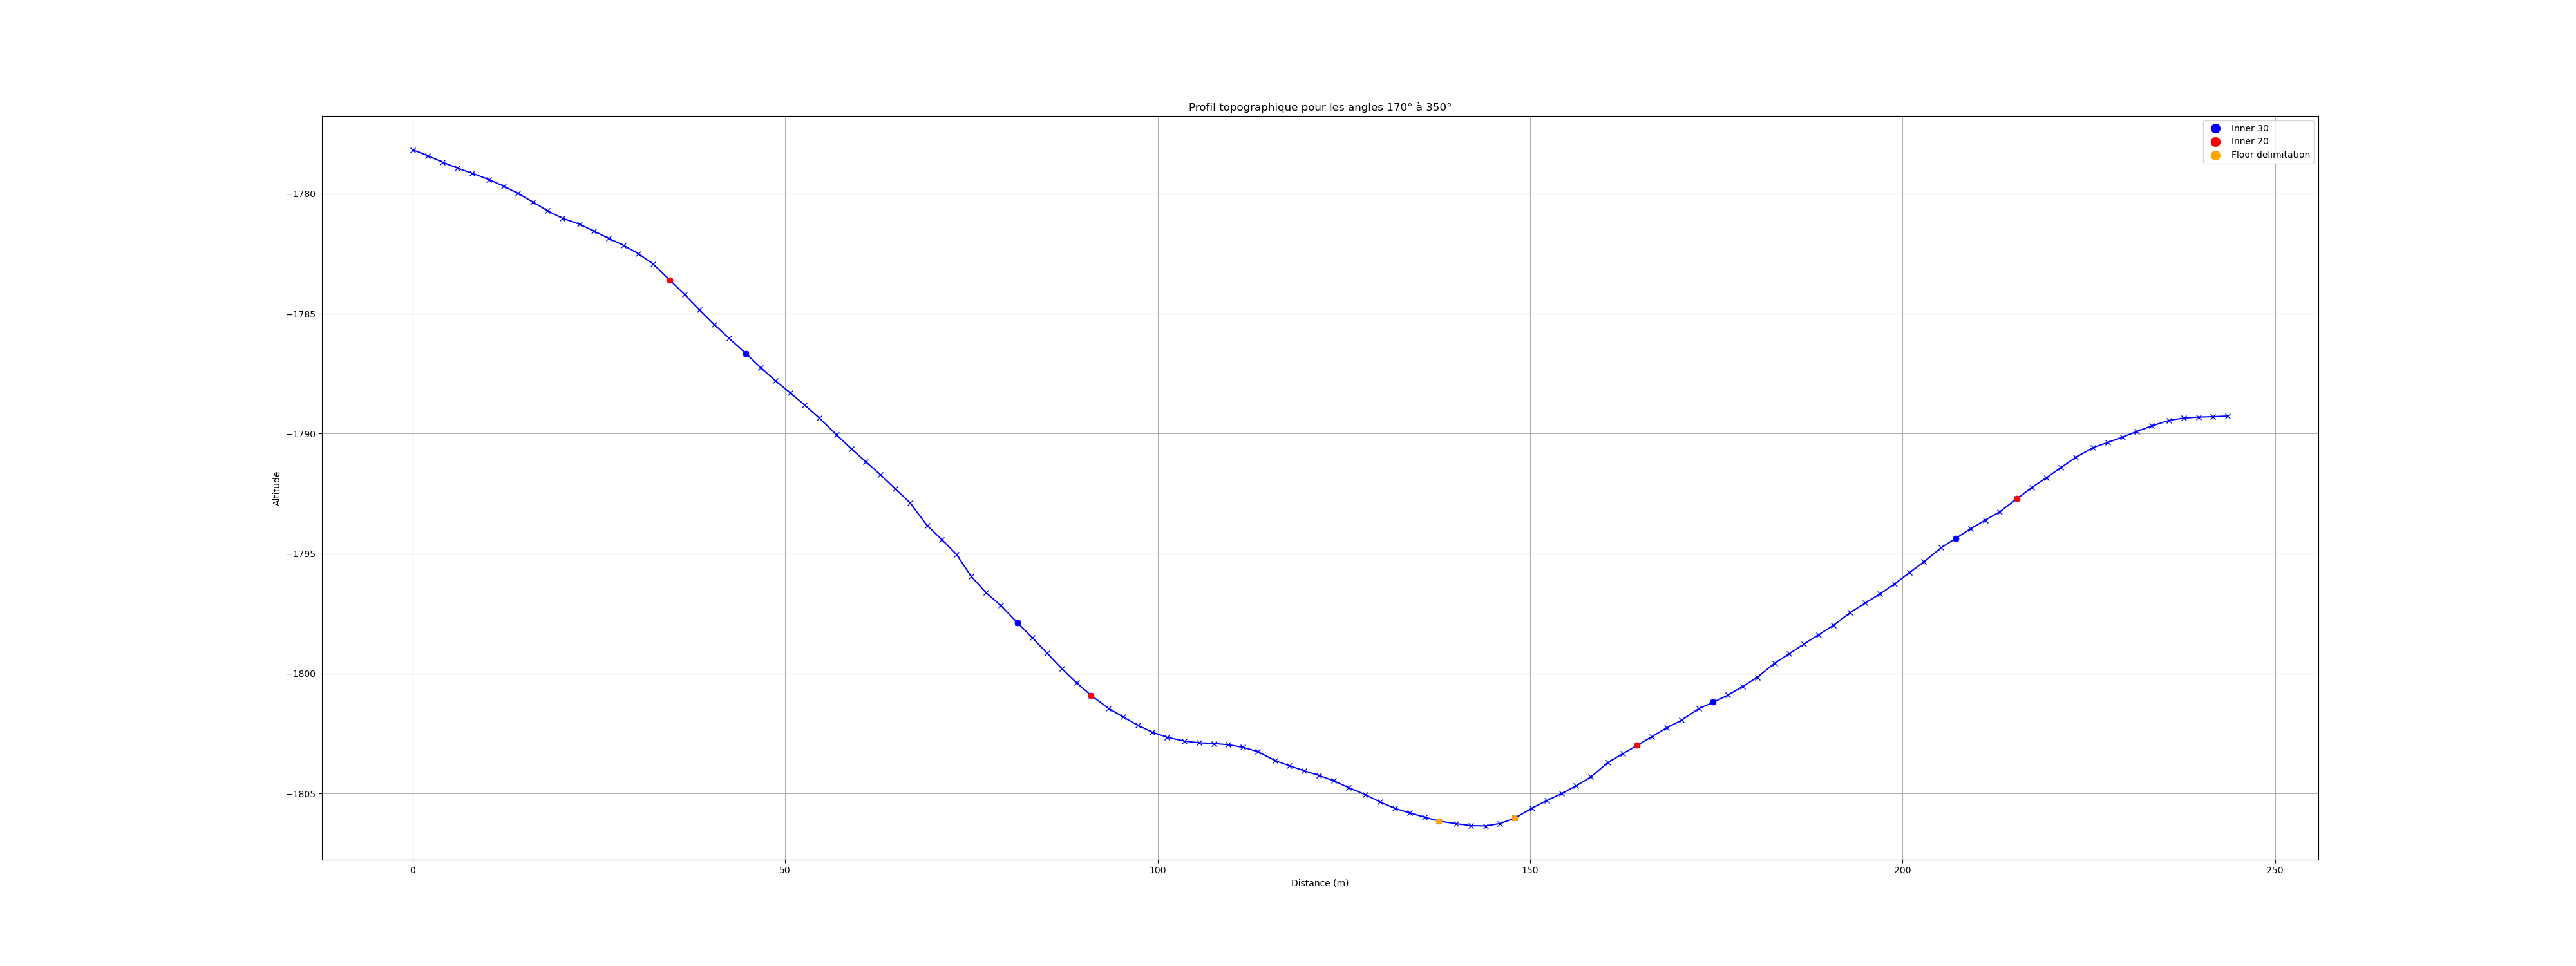 Profil topographique pour les angles 170° à 350°
Inner 30
Inner 20
Floor delimitation
−1780
−1785
−1790
−1795
−1800
−1805
Altitude
0
50
100
150
200
250
Distance (m)